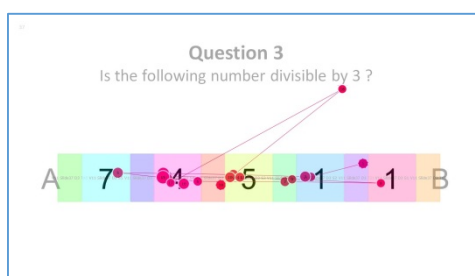 Question 3
Is the following number divisible by 3 ?
A 7 4 5 1 1 B